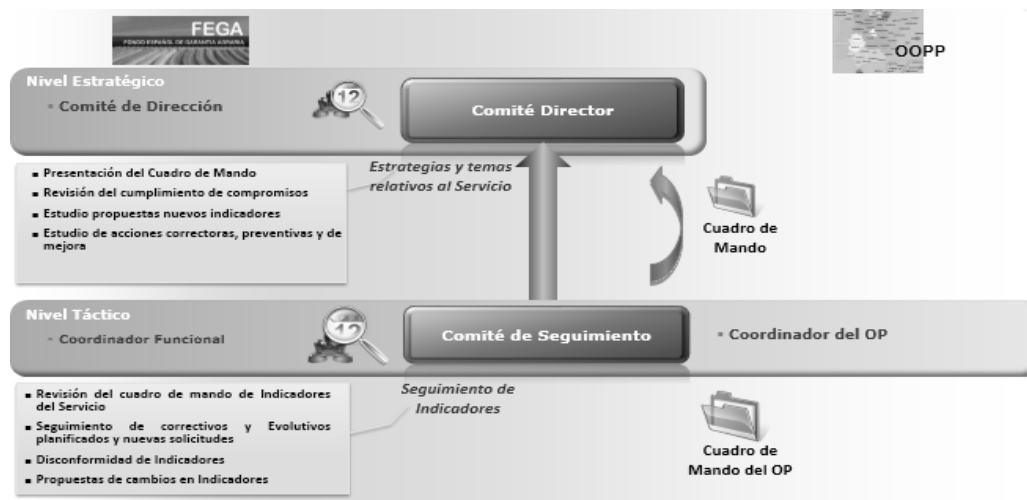 FEGA
FONDO ESPAÑOL DE GARANTIA AGRARIA
OOPP
Nivel Estratégico
▪ Comité de Dirección
12
Comité Director
▪ Presentación del Cuadro de Mando
▪ Revisión del cumplimiento de compromisos
▪ Estudio propuestas nuevos indicadores
▪ Estudio de acciones correctoras, preventivas y de
mejora
Estrategias y temas
relativos al Servicio
Cuadro de
Mando
Nivel Táctico
- Coordinador Funcional
12
Comité de Seguimiento
▪ Coordinador del OP
▪ Revisión del cuadro de mando de Indicadores
del Servicio
▪ Seguimiento de correctivos y Evolutivos
planificados y nuevas solicitudes
▪ Disconformidad de Indicadores
▪ Propuestas de cambios en Indicadores
Seguimiento de
Indicadores
Cuadro de
Mando del OP